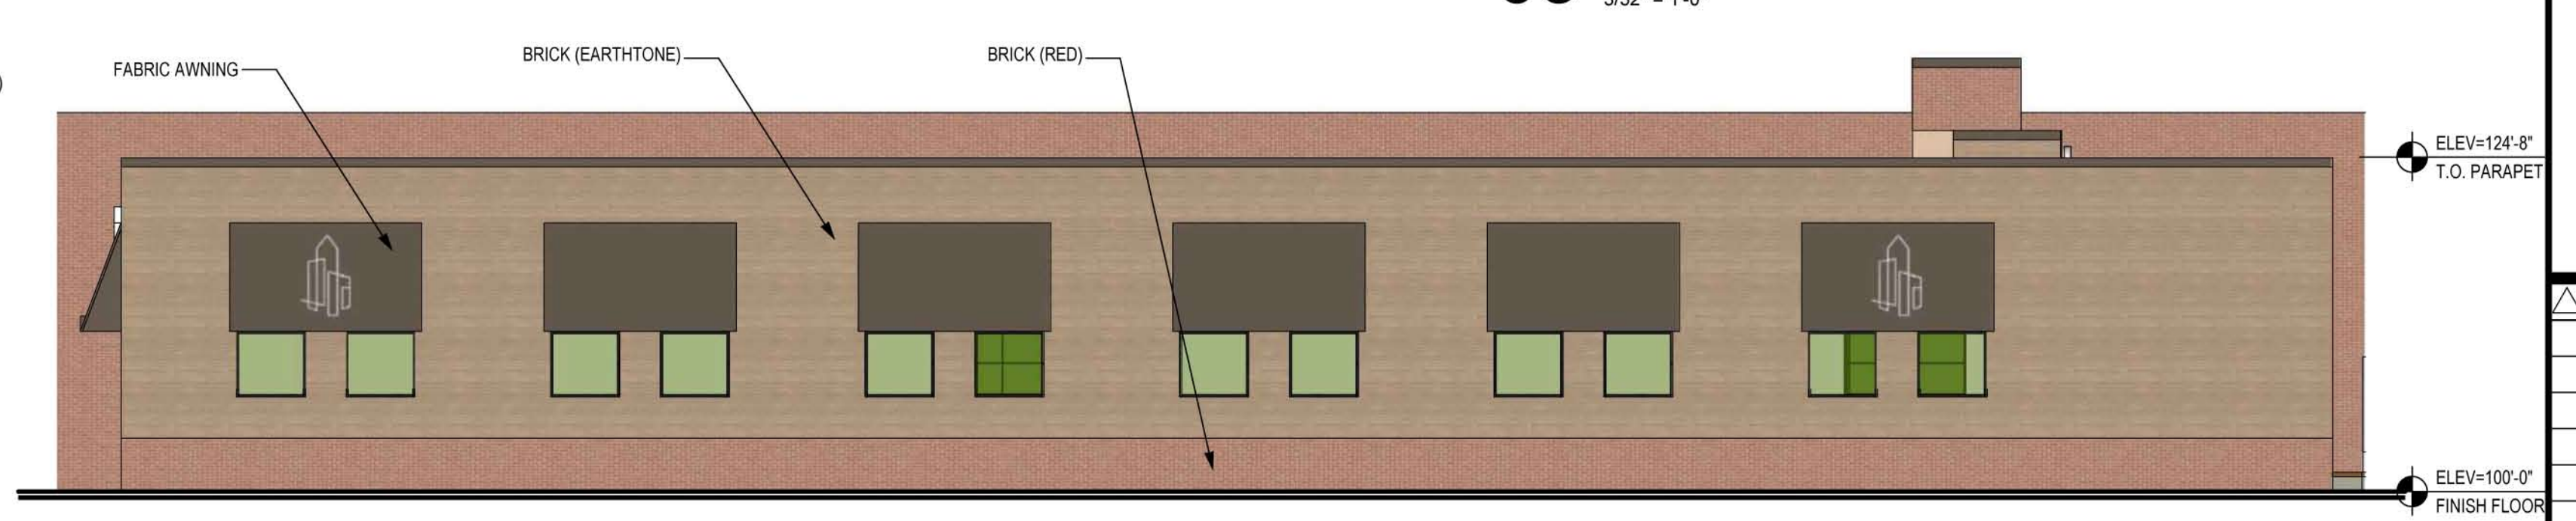 FABRIC AWNING
BRICK (EARTHTONE)
BRICK (RED)
ELEV=124'-8"
T.O. PARAPET
ELEV=100'-0"
FINISH FLOOR